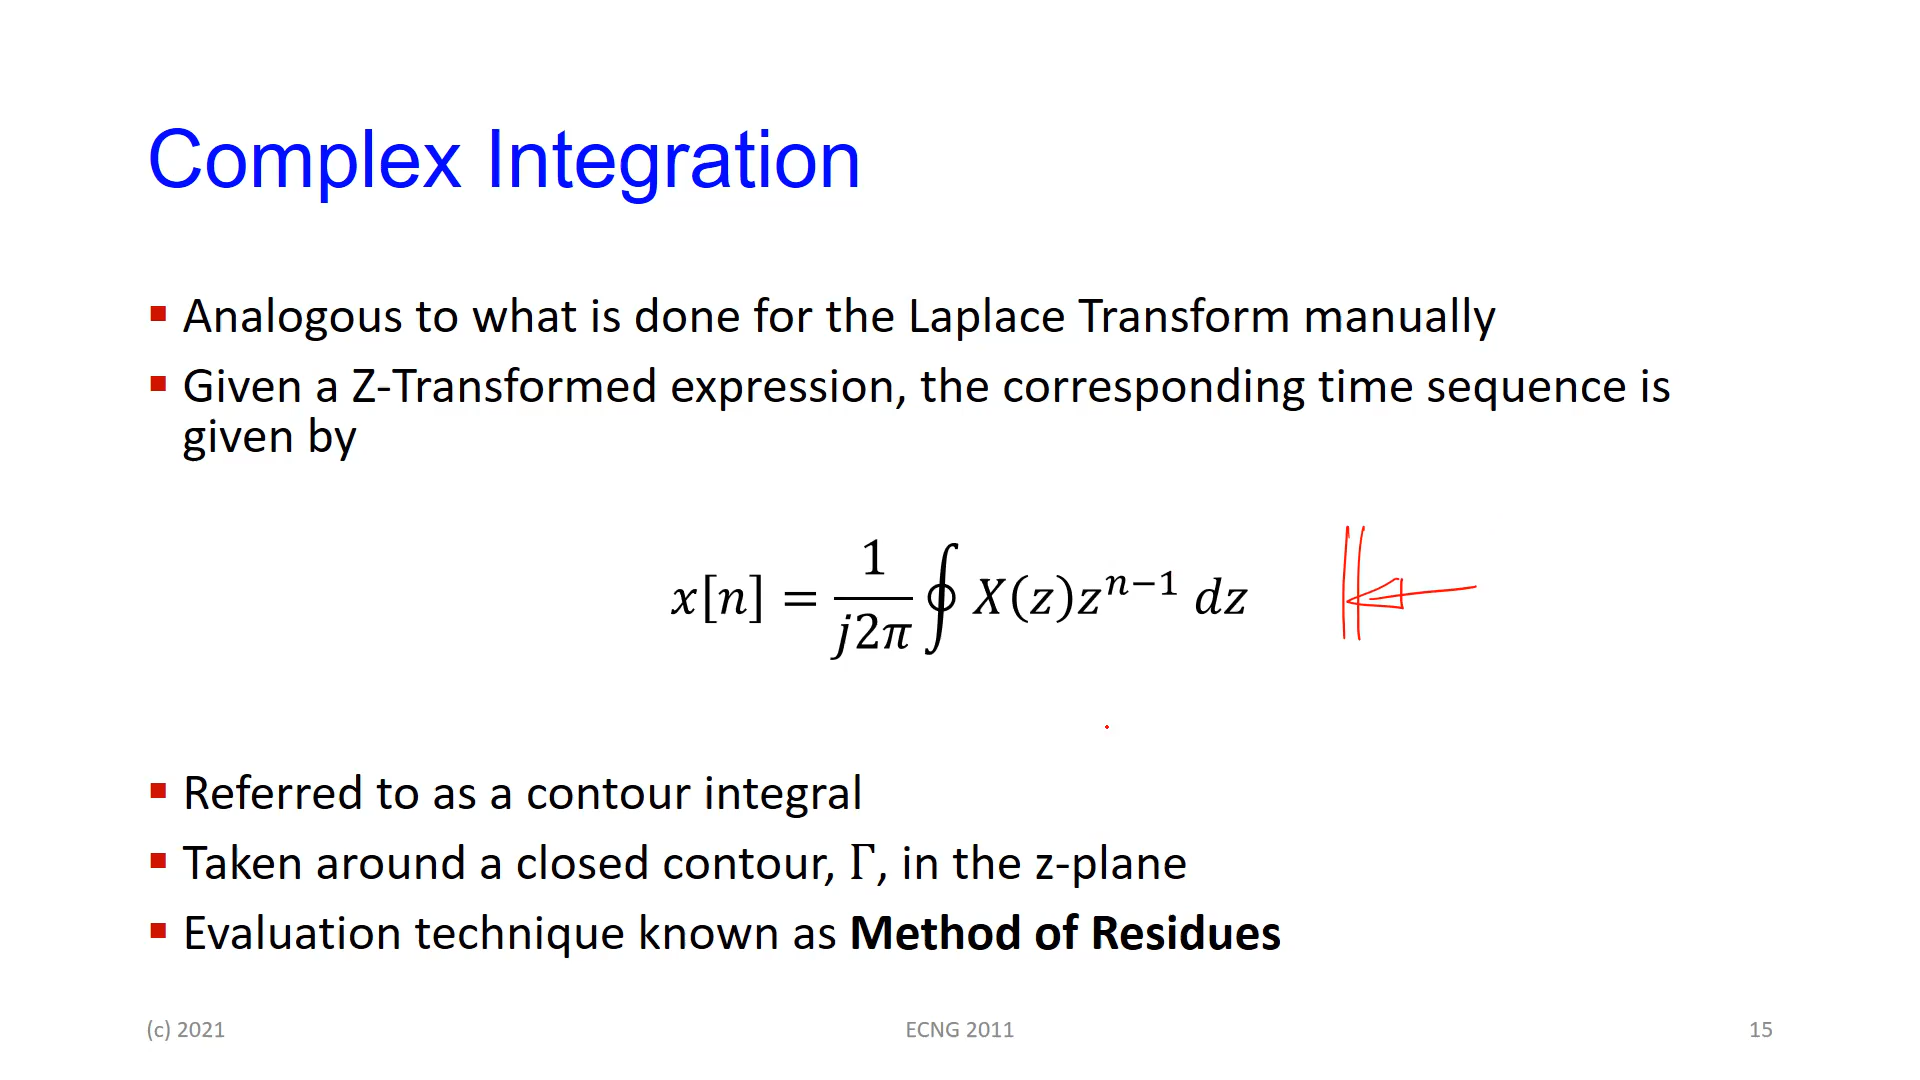 Complex Integration
▪ Analogous to what is done for the Laplace Transform manually
▪ Given a Z-Transformed expression, the corresponding time sequence is
given by
x[n] = \frac{1}{j2π} ∮ X(z)z^{n−1} dz
▪ Referred to as a contour integral
▪ Taken around a closed contour, Γ, in the z-plane
▪ Evaluation technique known as Method of Residues
(c) 2021 ECNG 2011 15